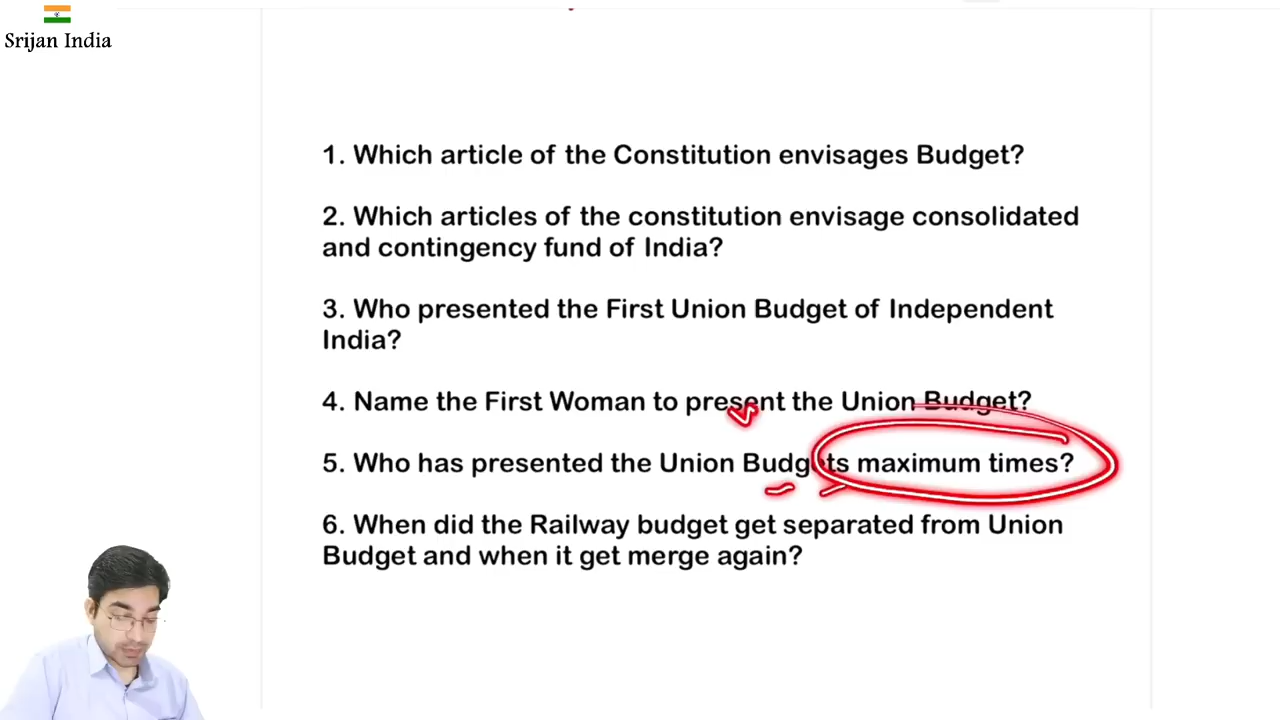 Srijan India
1. Which article of the Constitution envisages Budget?
2. Which articles of the constitution envisage consolidated
and contingency fund of India?
3. Who presented the First Union Budget of Independent
India?
4. Name the First Woman to present the Union Budget?
5. Who has presented the Union Budgets maximum times?
6. When did the Railway budget get separated from Union
Budget and when it get merge again?